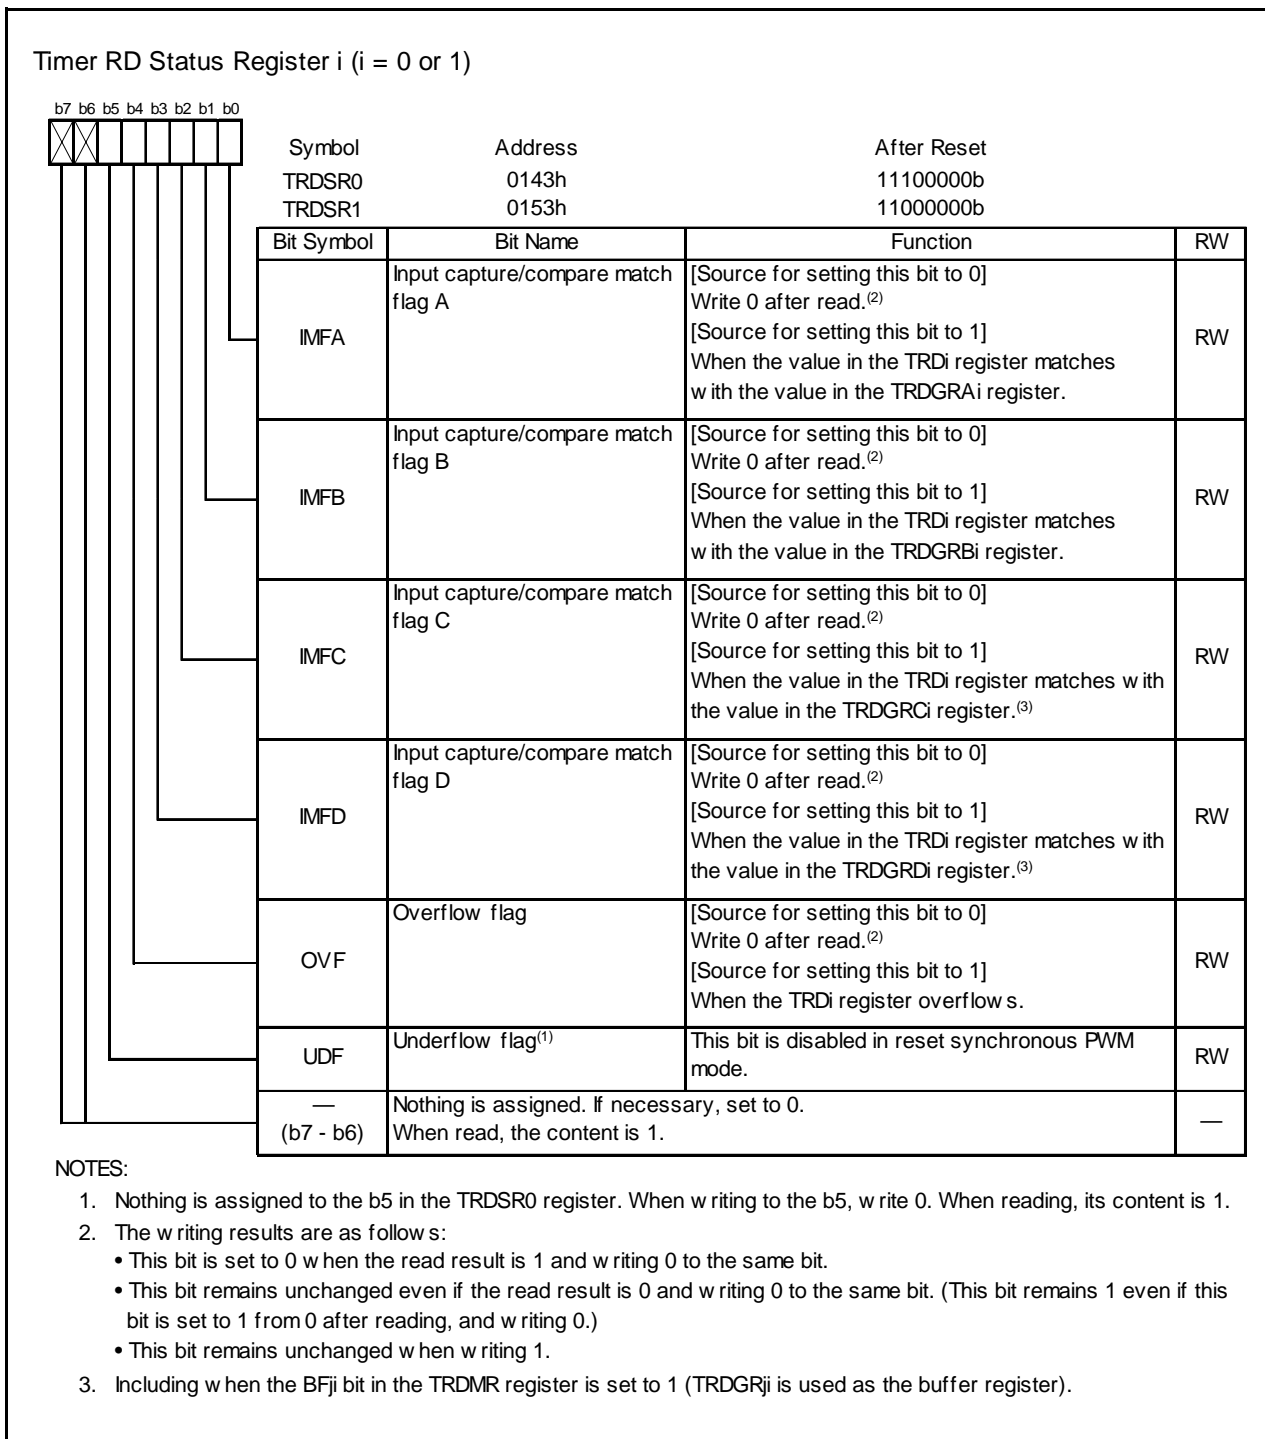 Timer RD Status Register i (i = 0 or 1)
b7 b6 b5 b4 b3 b2 b1 b0
Symbol Address After Reset
TRDSR0 0143h 11100000b
TRDSR1 0153h 11000000b
Bit Symbol Bit Name Function RW
IMFA
Input capture/compare match
flag A
[Source for setting this bit to 0]
Write 0 after read.(2)
[Source for setting this bit to 1]
When the value in the TRDi register matches
with the value in the TRDGRAi register.
RW
IMFB
Input capture/compare match
flag B
[Source for setting this bit to 0]
Write 0 after read.(2)
[Source for setting this bit to 1]
When the value in the TRDi register matches
with the value in the TRDGRBi register.
RW
IMFC
Input capture/compare match
flag C
[Source for setting this bit to 0]
Write 0 after read.(2)
[Source for setting this bit to 1]
When the value in the TRDi register matches with
the value in the TRDGRCi register.(3)
RW
IMFD
Input capture/compare match
flag D
[Source for setting this bit to 0]
Write 0 after read.(2)
[Source for setting this bit to 1]
When the value in the TRDi register matches with
the value in the TRDGRDi register.(3)
RW
OVF
Overflow flag
[Source for setting this bit to 0]
Write 0 after read.(2)
[Source for setting this bit to 1]
When the TRDi register overflows.
RW
UDF
Underflow flag(1)
This bit is disabled in reset synchronous PWM
mode.
RW
—
(b7 - b6)
Nothing is assigned. If necessary, set to 0.
When read, the content is 1.
—
NOTES:
1. Nothing is assigned to the b5 in the TRDSR0 register. When writing to the b5, write 0. When reading, its content is 1.
2. The writing results are as follows:
• This bit is set to 0 when the read result is 1 and writing 0 to the same bit.
• This bit remains unchanged even if the read result is 0 and writing 0 to the same bit. (This bit remains 1 even if this
bit is set to 1 from 0 after reading, and writing 0.)
• This bit remains unchanged when writing 1.
3. Including when the BFji bit in the TRDMR register is set to 1 (TRDGRji is used as the buffer register).